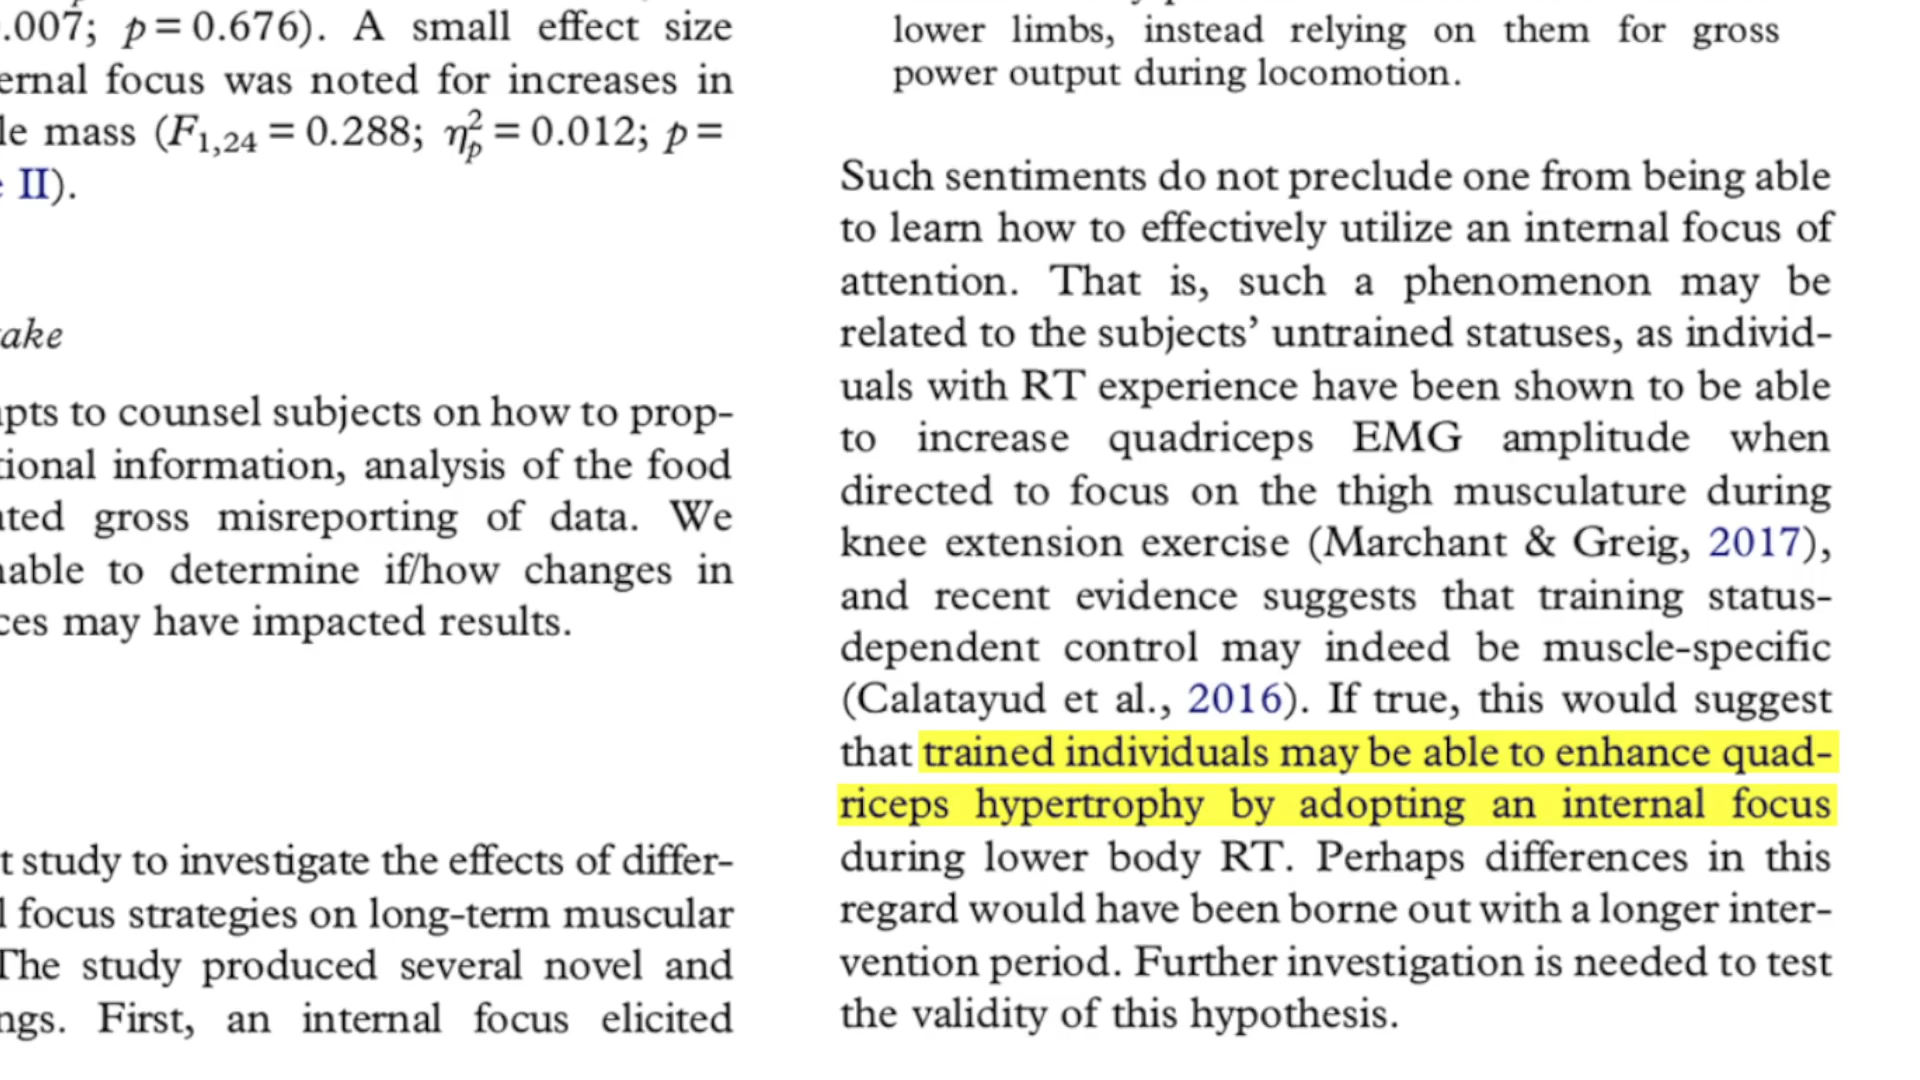 .007; p = 0.676). A small effect size
ernal focus was noted for increases in
le mass (F1,24 = 0.288; η²p = 0.012; p =
e II).
ake
pts to counsel subjects on how to prop-
tional information, analysis of the food
ated gross misreporting of data. We
nable to determine if/how changes in
ces may have impacted results.
t study to investigate the effects of differ-
l focus strategies on long-term muscular
The study produced several novel and
ngs. First, an internal focus elicited
lower limbs, instead relying on them for gross
power output during locomotion.
Such sentiments do not preclude one from being able
to learn how to effectively utilize an internal focus of
attention. That is, such a phenomenon may be
related to the subjects’ untrained statuses, as individ-
uals with RT experience have been shown to be able
to increase quadriceps EMG amplitude when
directed to focus on the thigh musculature during
knee extension exercise (Marchant & Greig, 2017),
and recent evidence suggests that training status-
dependent control may indeed be muscle-specific
(Calatayud et al., 2016). If true, this would suggest
that trained individuals may be able to enhance quad-
riceps hypertrophy by adopting an internal focus
during lower body RT. Perhaps differences in this
regard would have been borne out with a longer inter-
vention period. Further investigation is needed to test
the validity of this hypothesis.